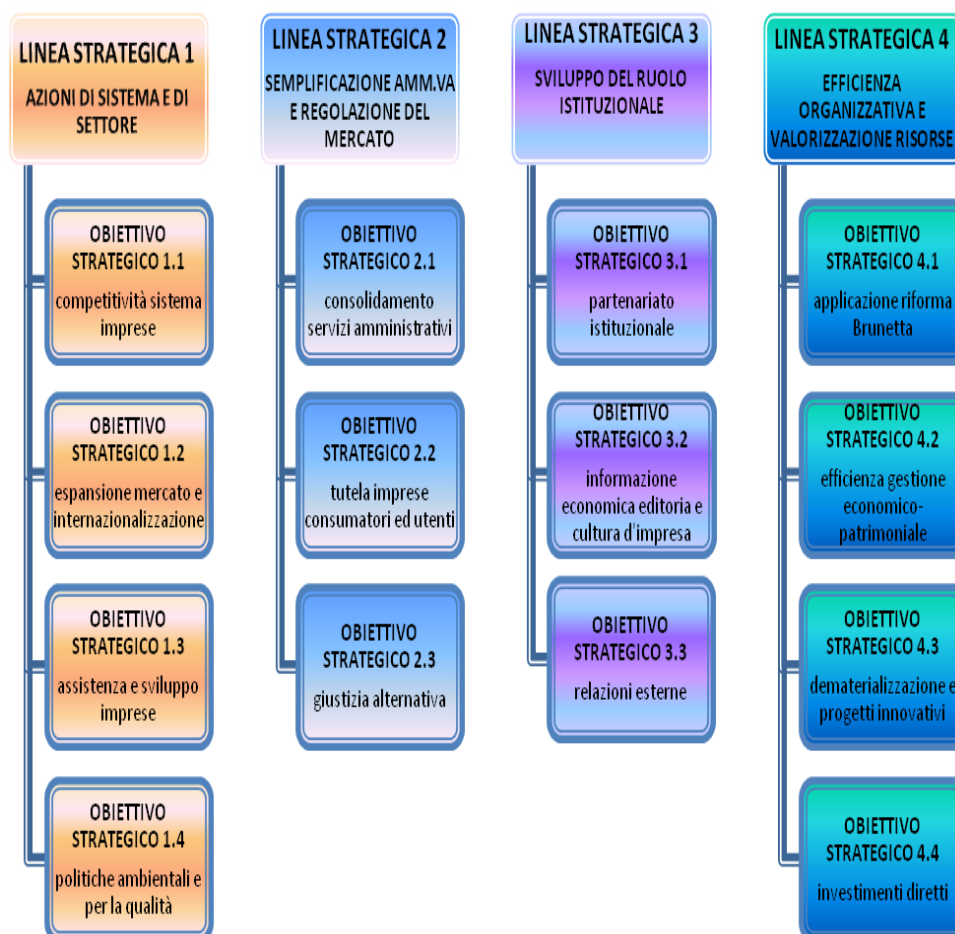 LINEA STRATEGICA 1
AZIONI DI SISTEMA E DI
SETTORE
OBIETTIVO
STRATEGICO 1.1
competitività sistema
imprese
OBIETTIVO
STRATEGICO 1.2
espansione mercato e
internazionalizzazione
OBIETTIVO
STRATEGICO 1.3
assistenza e sviluppo
imprese
OBIETTIVO
STRATEGICO 1.4
politiche ambientali e
per la qualità
LINEA STRATEGICA 2
SEMPLIFICAZIONE AMM.VA
E REGOLAZIONE DEL
MERCATO
OBIETTIVO
STRATEGICO 2.1
consolidamento
servizi amministrativi
OBIETTIVO
STRATEGICO 2.2
tutela imprese
consumatori ed utenti
OBIETTIVO
STRATEGICO 2.3
giustizia alternativa
LINEA STRATEGICA 3
SVILUPPO DEL RUOLO
ISTITUZIONALE
OBIETTIVO
STRATEGICO 3.1
partenariato
istituzionale
OBIETTIVO
STRATEGICO 3.2
informazione
economica editoria e
cultura d'impresa
OBIETTIVO
STRATEGICO 3.3
relazioni esterne
LINEA STRATEGICA 4
EFFICIENZA
ORGANIZZATIVA E
VALORIZZAZIONE RISORSE
OBIETTIVO
STRATEGICO 4.1
applicazione riforma
Brunetta
OBIETTIVO
STRATEGICO 4.2
efficienza gestione
economico-
patrimoniale
OBIETTIVO
STRATEGICO 4.3
dematerializzazione e
progetti innovativi
OBIETTIVO
STRATEGICO 4.4
investimenti diretti